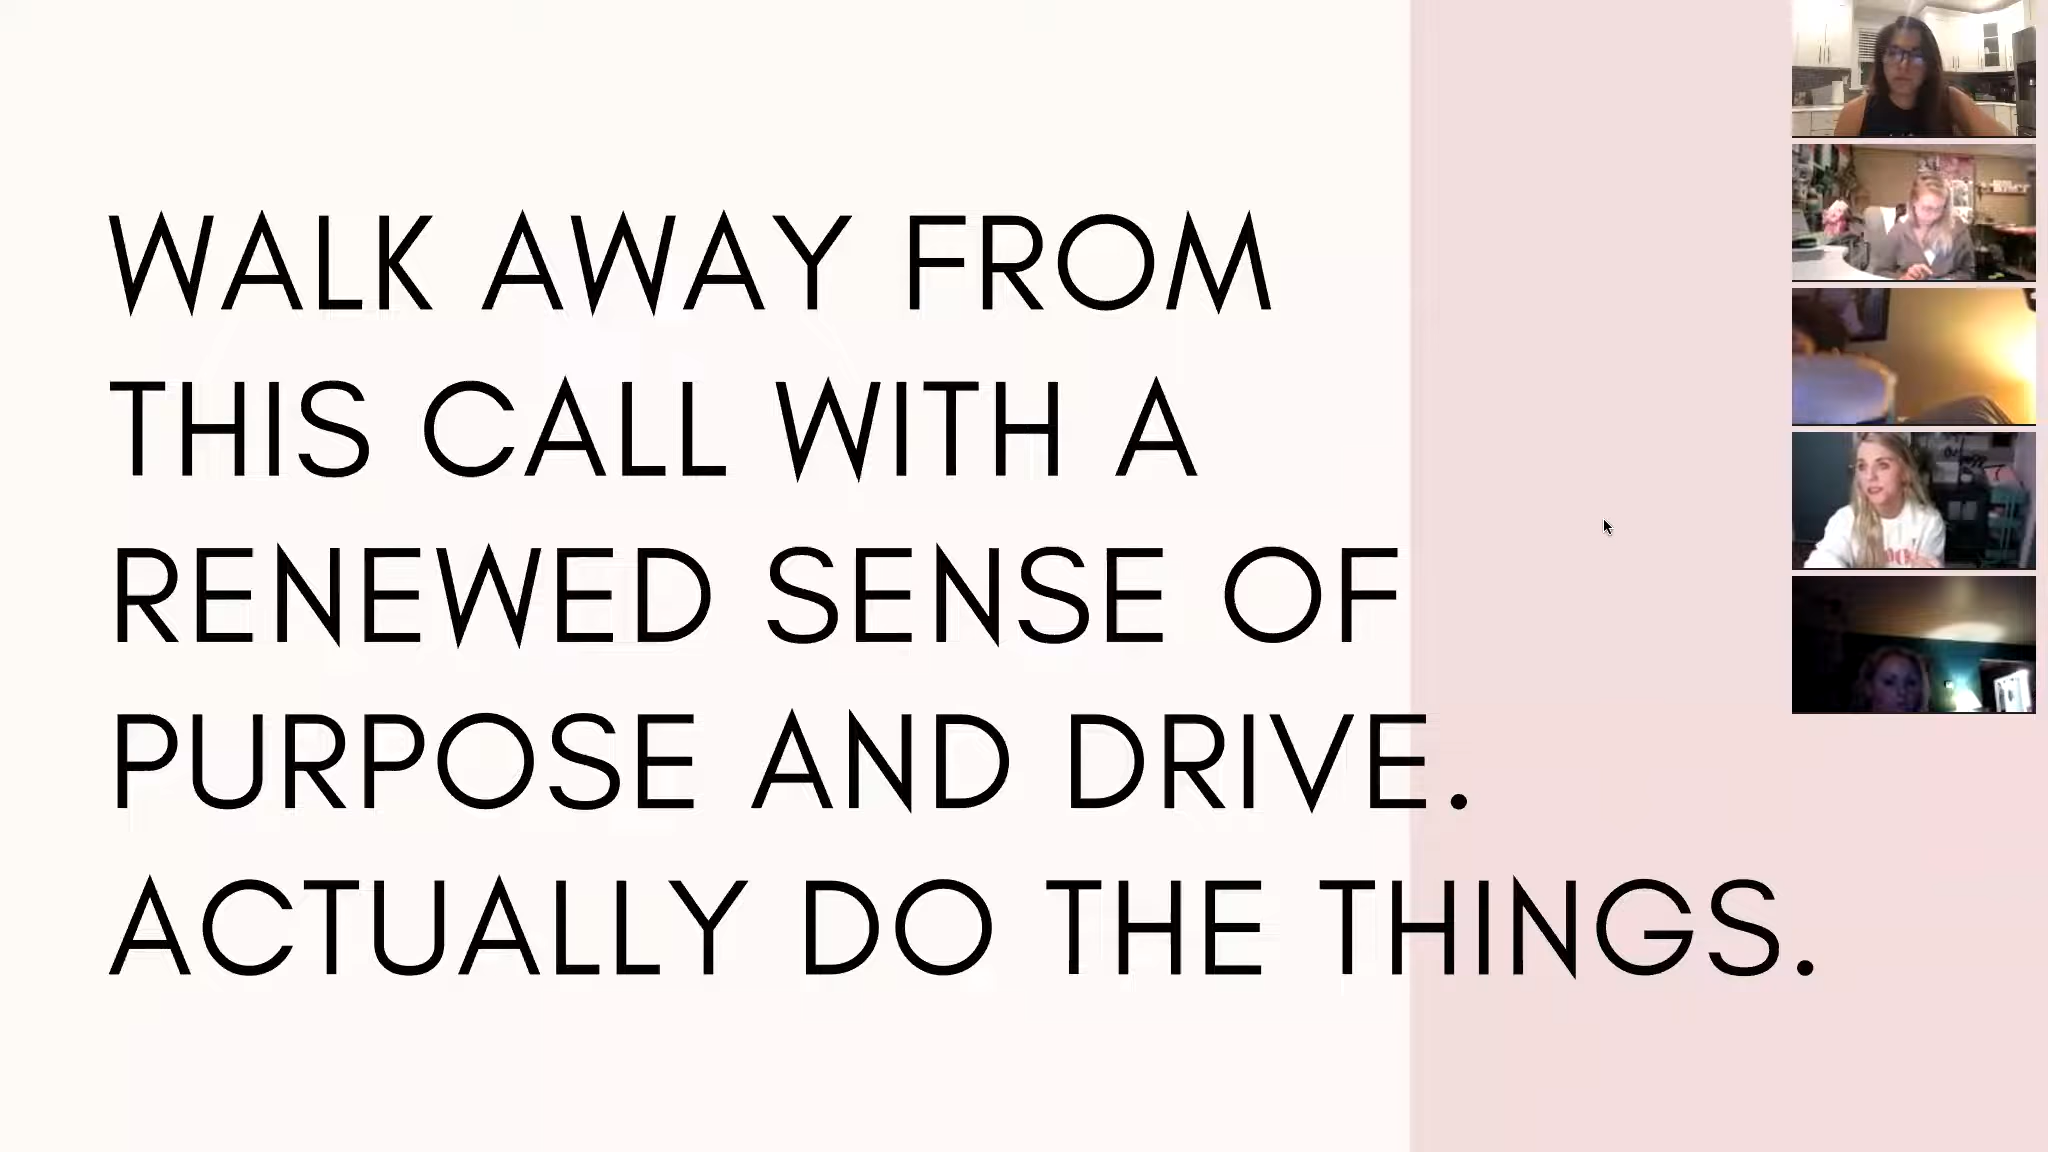 WALK AWAY FROM
THIS CALL WITH A
RENEWED SENSE OF
PURPOSE AND DRIVE.
ACTUALLY DO THE THINGS.